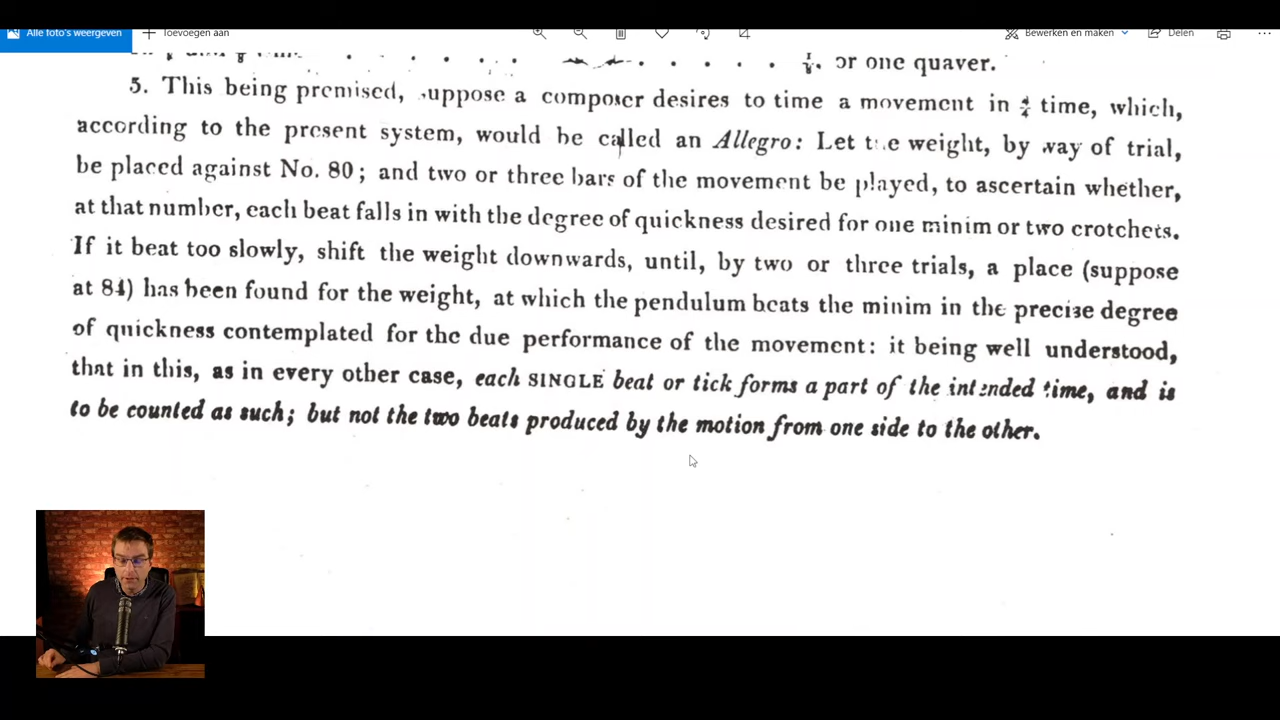 Alle foto's weergeven
Toevoegen aan
Bewerken en maken
Delen
or one quaver.
5. This being premised, suppose a composer desires to time a movement in 4/4 time, which,
according to the present system, would be called an Allegro: Let the weight, by way of trial,
be placed against No. 80; and two or three bars of the movement be played, to ascertain whether,
at that number, each beat falls in with the degree of quickness desired for one minim or two crotchets.
If it beat too slowly, shift the weight downwards, until, by two or three trials, a place (suppose
at 84) has been found for the weight, at which the pendulum beats the minim in the precise degree
of quickness contemplated for the due performance of the movement: it being well understood,
that in this, as in every other case, each SINGLE beat or tick forms a part of the intended time, and is
to be counted as such; but not the two beats produced by the motion from one side to the other.